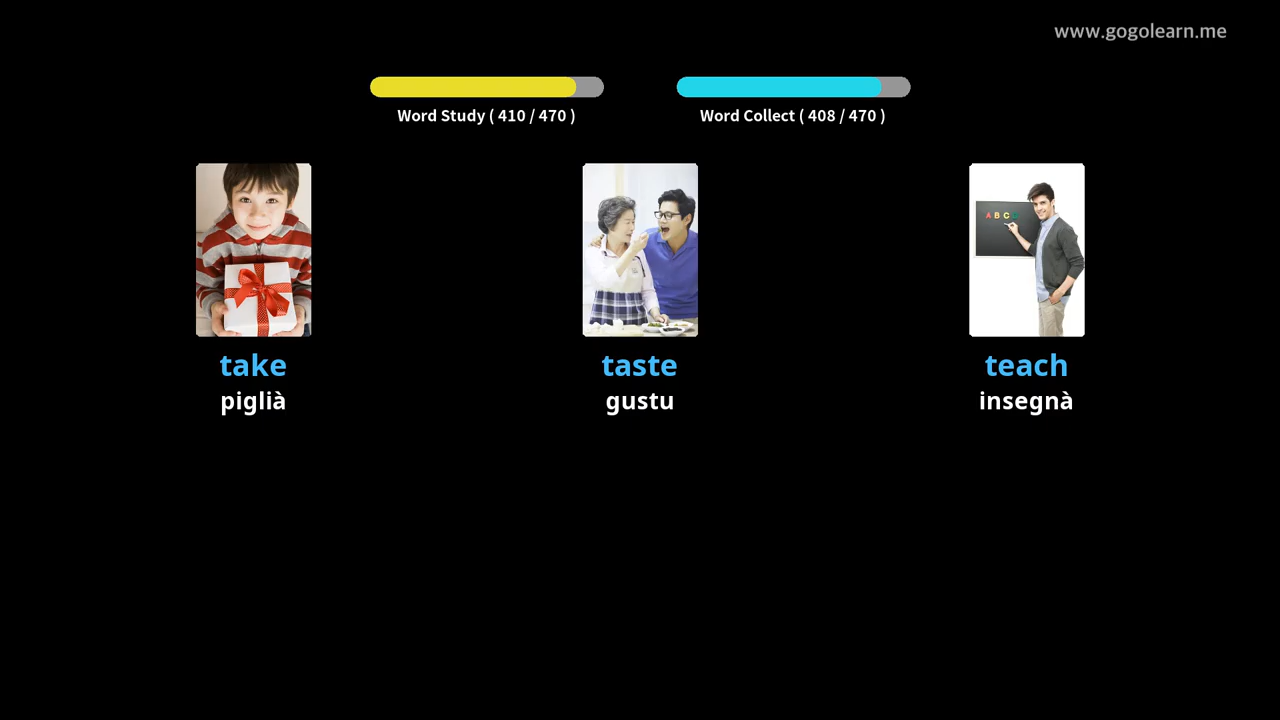 www.gogolearn.me
Word Study ( 410 / 470 )
Word Collect ( 408 / 470 )
A B C
take
piglià
taste
gustu
teach
insegnà